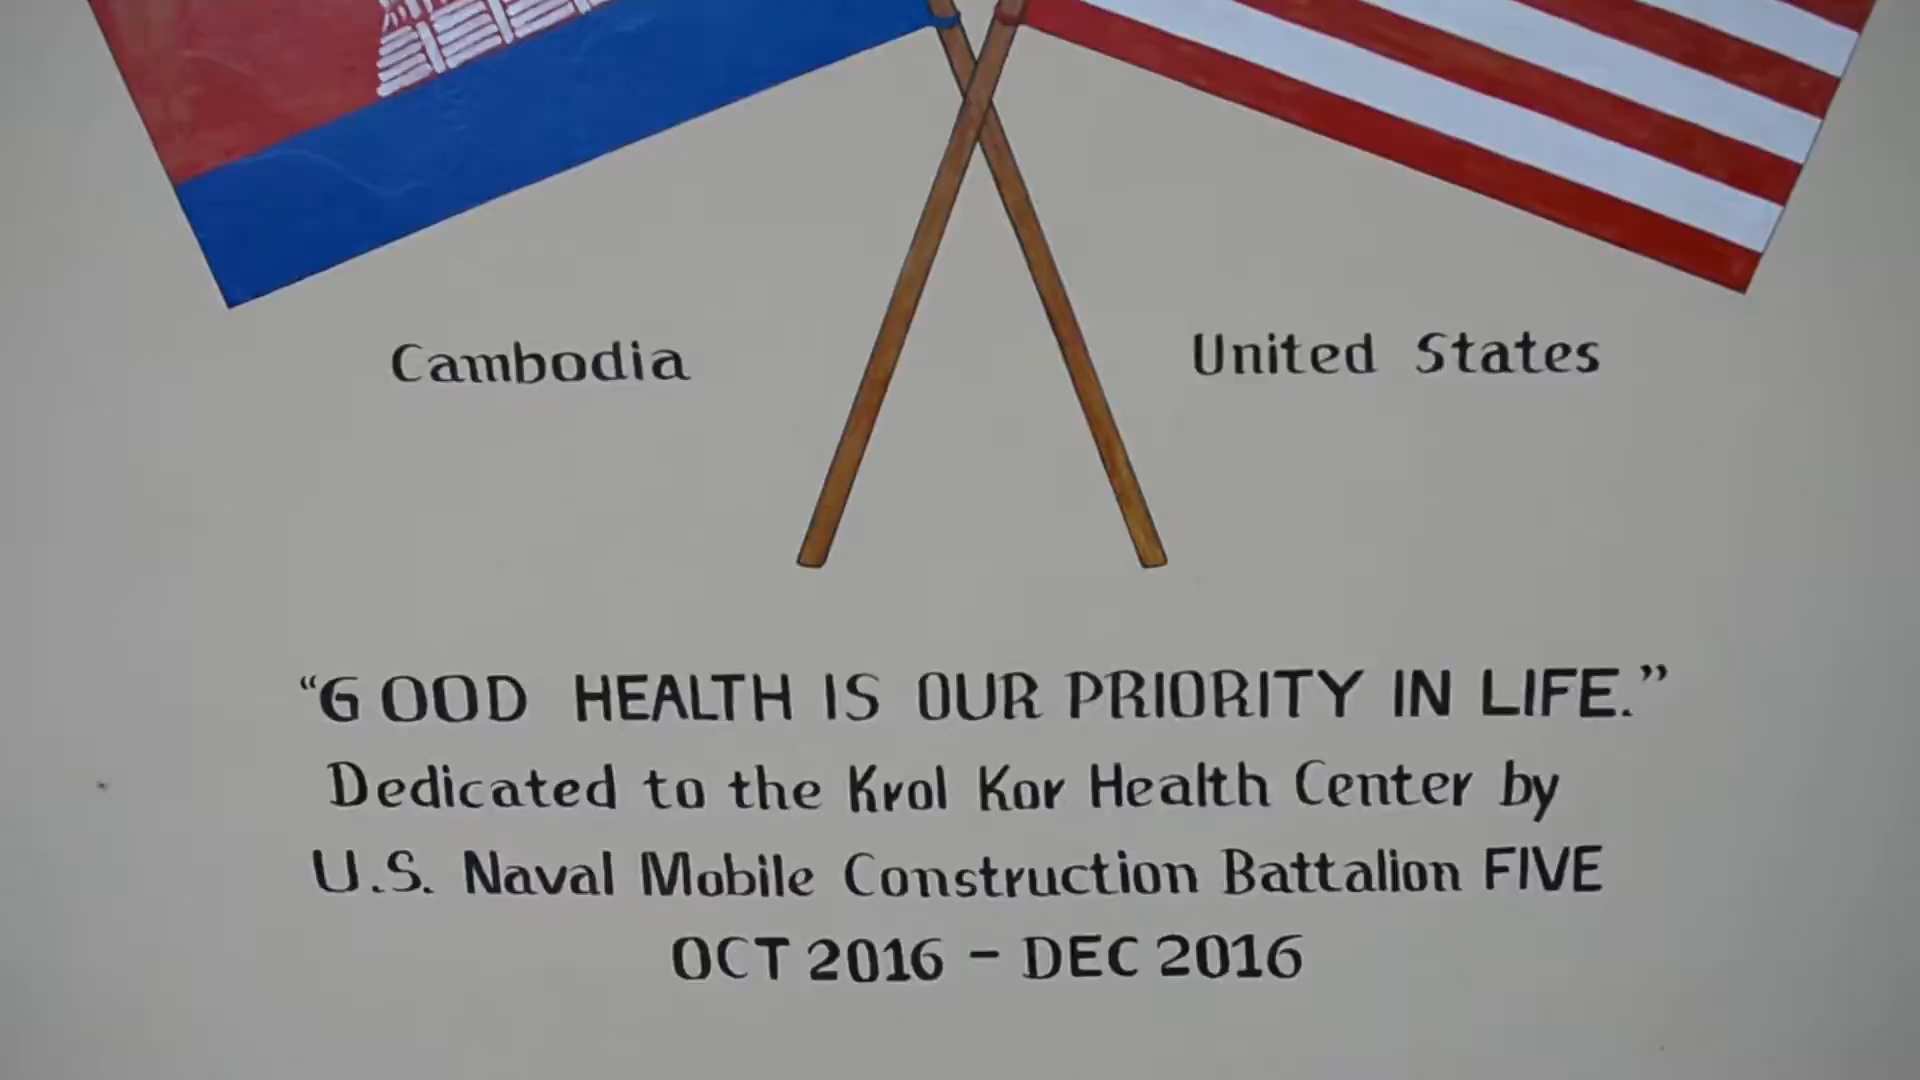 Cambodia United States
“GOOD HEALTH IS OUR PRIORITY IN LIFE.”
Dedicated to the Krol Kor Health Center by
U.S. Naval Mobile Construction Battalion FIVE
OCT 2016 - DEC 2016